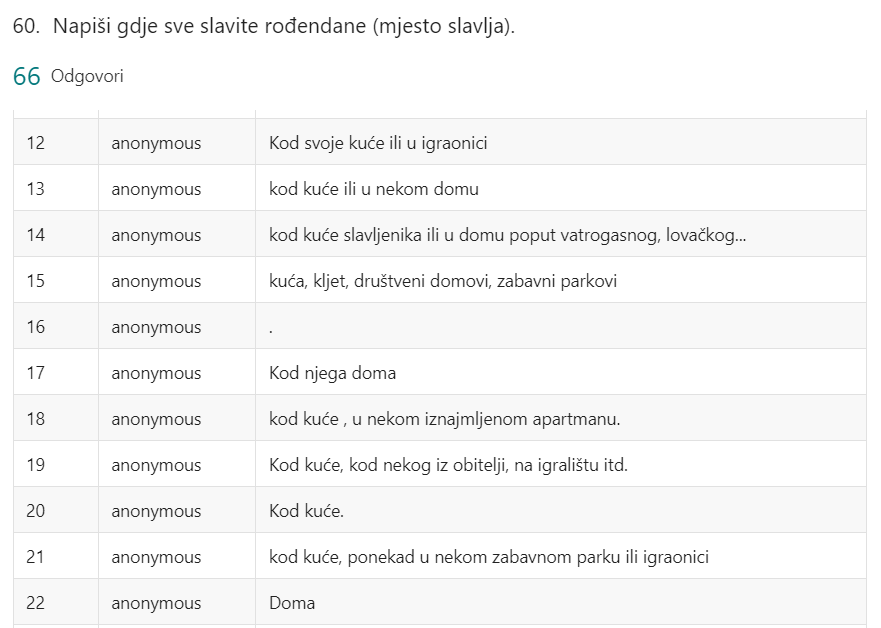 60. Napiši gdje sve slavite rođendane (mjesto slavlja).
66 Odgovori
12 anonymous Kod svoje kuće ili u igraonici
13 anonymous kod kuće ili u nekom domu
14 anonymous kod kuće slavljenika ili u domu poput vatrogasnog, lovačkog...
15 anonymous kuća, kljet, društveni domovi, zabavni parkovi
16 anonymous .
17 anonymous Kod njega doma
18 anonymous kod kuće , u nekom iznajmljenom apartmanu.
19 anonymous Kod kuće, kod nekog iz obitelji, na igralištu itd.
20 anonymous Kod kuće.
21 anonymous kod kuće, ponekad u nekom zabavnom parku ili igraonici
22 anonymous Doma